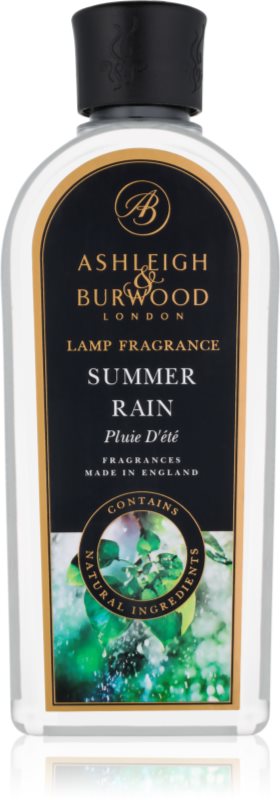 AB
ASHLEIGH
&
BURWOOD
LONDON
LAMP FRAGRANCE
SUMMER
RAIN
Pluie D'été
FRAGRANCES
MADE IN ENGLAND
CONTAINS
NATURAL INGREDIENTS